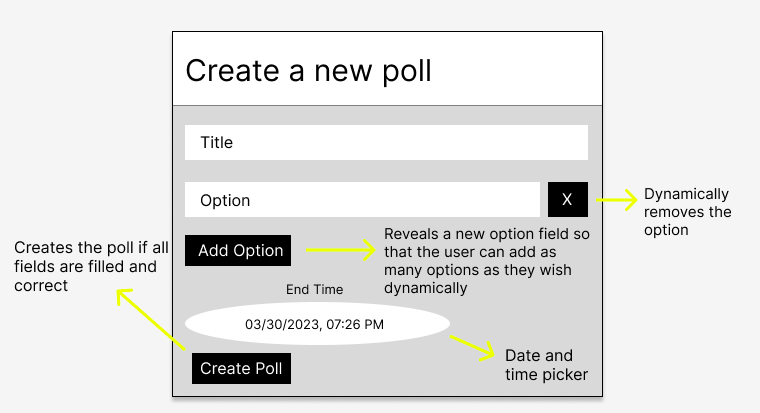 Create a new poll
Title
Option
X
Dynamically
removes the
option
Add Option
Reveals a new option field so
that the user can add as
many options as they wish
dynamically
Creates the poll if all
fields are filled and
correct
End Time
03/30/2023, 07:26 PM
Date and
time picker
Create Poll